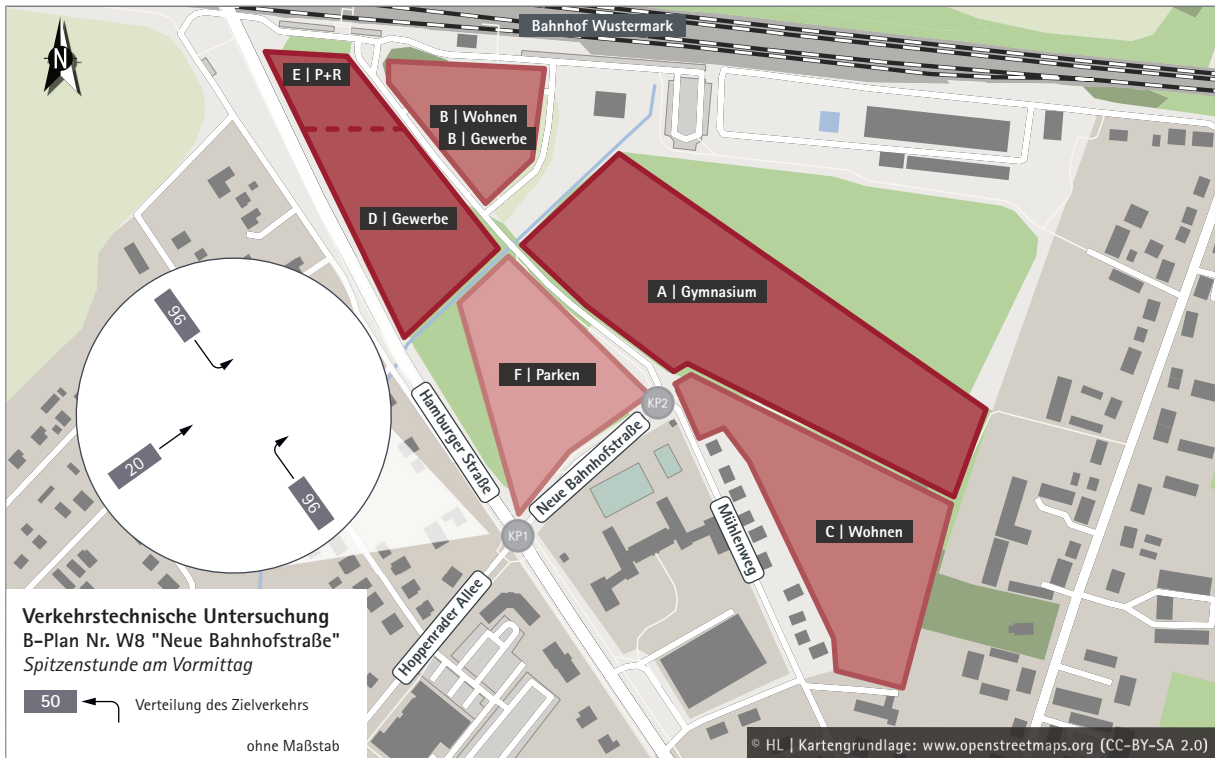 Bahnhof Wustermark
N
E | P+R
B | Wohnen
B | Gewerbe
D | Gewerbe
A | Gymnasium
F | Parken
C | Wohnen
96
20
96
Hamburger Straße
Neue Bahnhofstraße
KP2
KP1
Mühlenweg
Hoppenrader Allee
Verkehrstechnische Untersuchung
B-Plan Nr. W8 "Neue Bahnhofstraße"
Spitzenstunde am Vormittag
50
Verteilung des Zielverkehrs
ohne Maßstab
© HL | Kartengrundlage: www.openstreetmaps.org (CC-BY-SA 2.0)